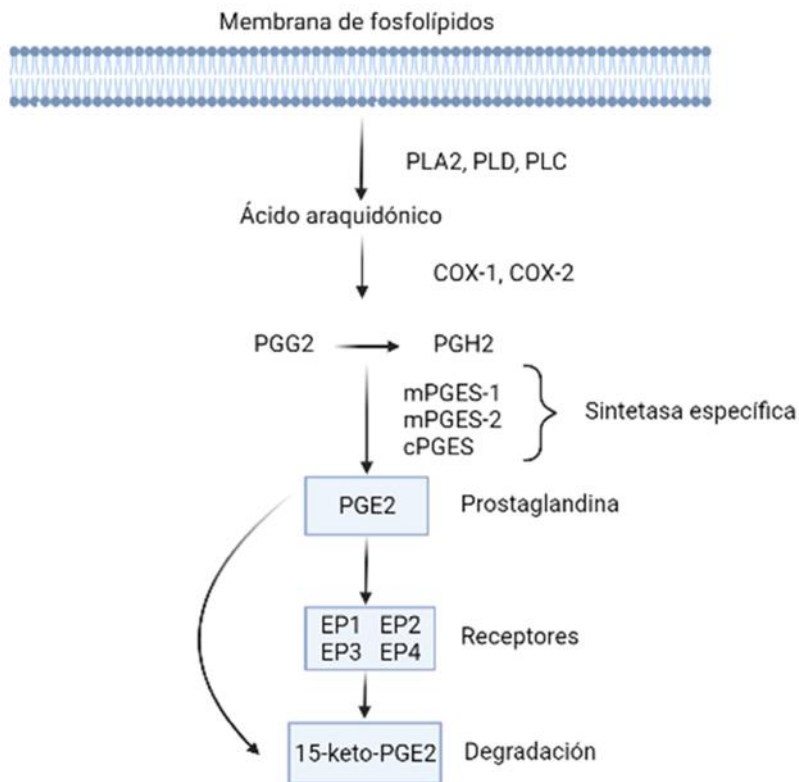 Membrana de fosfolípidos
PLA2, PLD, PLC
Ácido araquidónico
COX-1, COX-2
PGG2
PGH2
mPGES-1
mPGES-2
cPGES
Sintetasa específica
PGE2
Prostaglandina
EP1 EP2
EP3 EP4
Receptores
15-keto-PGE2
Degradación